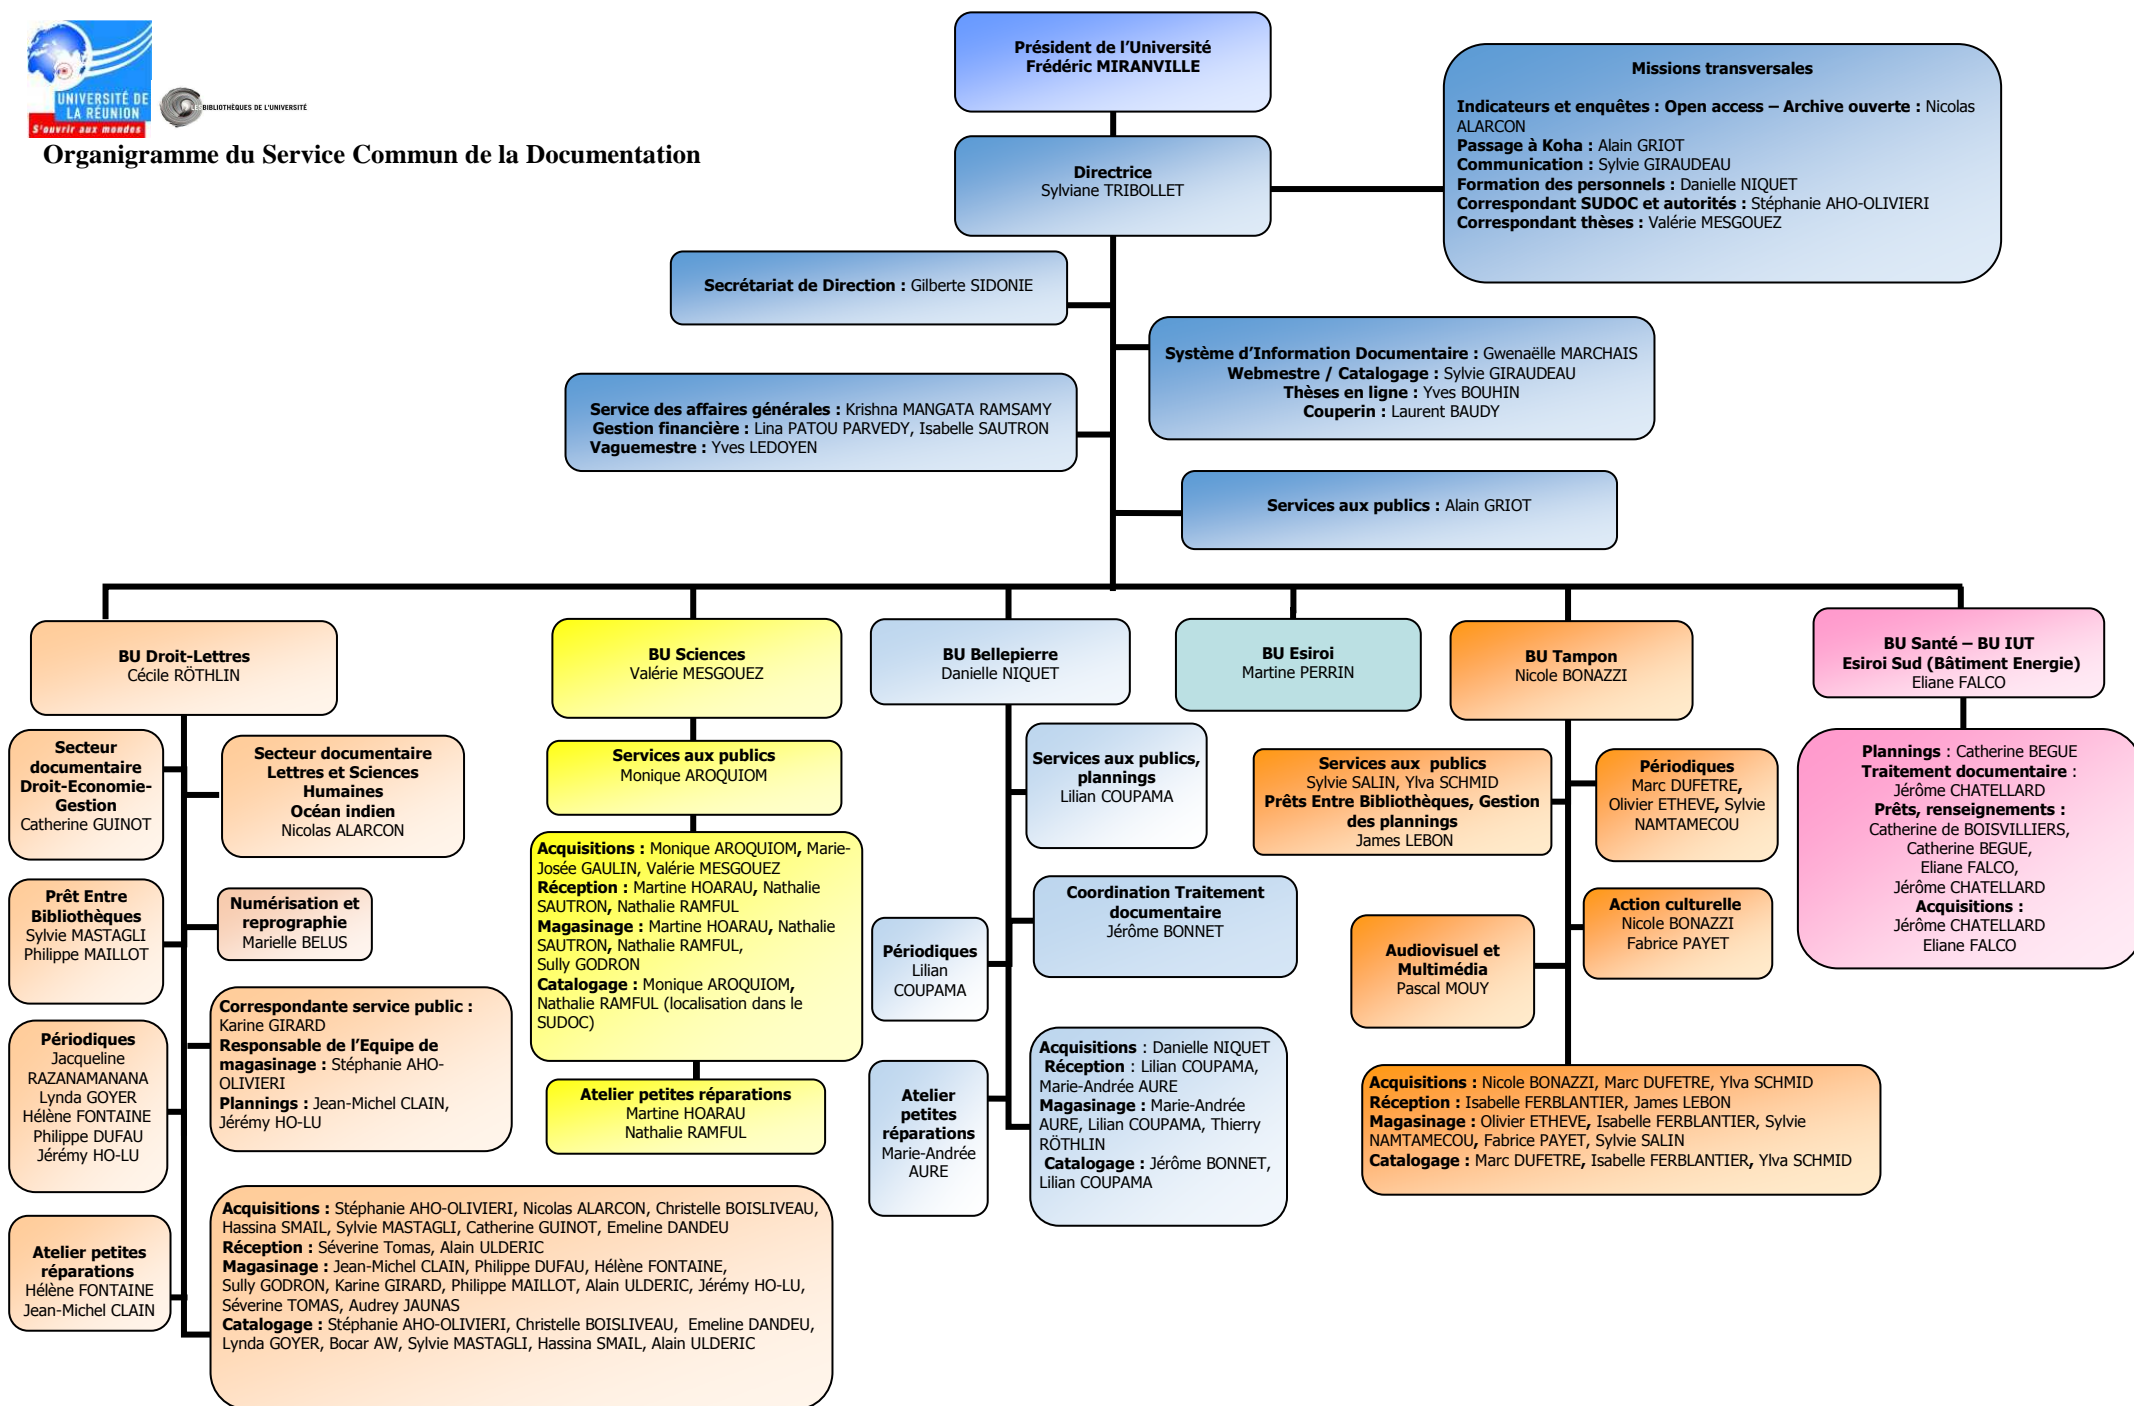 UNIVERSITÉ DE
LA RÉUNION
S'ouvrir aux mondes
LES BIBLIOTHÈQUES DE L'UNIVERSITÉ
Organigramme du Service Commun de la Documentation
Président de l'Université
Frédéric MIRANVILLE
Directrice
Sylviane TRIBOLLET
Missions transversales
Indicateurs et enquêtes : Open access – Archive ouverte : Nicolas
ALARCON
Passage à Koha : Alain GRIOT
Communication : Sylvie GIRAUDEAU
Formation des personnels : Danielle NIQUET
Correspondant SUDOC et autorités : Stéphanie AHO-OLIVIERI
Correspondant thèses : Valérie MESGOUEZ
Secrétariat de Direction : Gilberte SIDONIE
Système d'Information Documentaire : Gwenaëlle MARCHAIS
Webmestre / Catalogage : Sylvie GIRAUDEAU
Thèses en ligne : Yves BOUHIN
Couperin : Laurent BAUDY
Service des affaires générales : Krishna MANGATA RAMSAMY
Gestion financière : Lina PATOU PARVEDY, Isabelle SAUTRON
Vaguemestre : Yves LEDOYEN
Services aux publics : Alain GRIOT
BU Droit-Lettres
Cécile RÖTHLIN
Secteur
documentaire
Droit-Economie-
Gestion
Catherine GUINOT
Secteur documentaire
Lettres et Sciences
Humaines
Océan indien
Nicolas ALARCON
Prêt Entre
Bibliothèques
Sylvie MASTAGLI
Philippe MAILLOT
Numérisation et
reprographie
Marielle BELUS
Périodiques
Jacqueline
RAZANAMANANA
Lynda GOYER
Hélène FONTAINE
Philippe DUFAU
Jérémy HO-LU
Correspondante service public :
Karine GIRARD
Responsable de l'Equipe de
magasinage : Stéphanie AHO-
OLIVIERI
Plannings : Jean-Michel CLAIN,
Jérémy HO-LU
Atelier petites
réparations
Hélène FONTAINE
Jean-Michel CLAIN
Acquisitions : Stéphanie AHO-OLIVIERI, Nicolas ALARCON, Christelle BOISLIVEAU,
Hassina SMAIL, Sylvie MASTAGLI, Catherine GUINOT, Emeline DANDEU
Réception : Séverine Tomas, Alain ULDERIC
Magasinage : Jean-Michel CLAIN, Philippe DUFAU, Hélène FONTAINE,
Sully GODRON, Karine GIRARD, Philippe MAILLOT, Alain ULDERIC, Jérémy HO-LU,
Séverine TOMAS, Audrey JAUNAS
Catalogage : Stéphanie AHO-OLIVIERI, Christelle BOISLIVEAU, Emeline DANDEU,
Lynda GOYER, Bocar AW, Sylvie MASTAGLI, Hassina SMAIL, Alain ULDERIC
BU Sciences
Valérie MESGOUEZ
Services aux publics
Monique AROQUIOM
Acquisitions : Monique AROQUIOM, Marie-
Josée GAULIN, Valérie MESGOUEZ
Réception : Martine HOARAU, Nathalie
SAUTRON, Nathalie RAMFUL
Magasinage : Martine HOARAU, Nathalie
SAUTRON, Nathalie RAMFUL,
Sully GODRON
Catalogage : Monique AROQUIOM,
Nathalie RAMFUL (localisation dans le
SUDOC)
Atelier petites réparations
Martine HOARAU
Nathalie RAMFUL
BU Bellepierre
Danielle NIQUET
Services aux publics,
plannings
Lilian COUPAMA
Coordination Traitement
documentaire
Jérôme BONNET
Périodiques
Lilian
COUPAMA
Atelier
petites
réparations
Marie-Andrée
AURE
Acquisitions : Danielle NIQUET
Réception : Lilian COUPAMA,
Marie-Andrée AURE
Magasinage : Marie-Andrée
AURE, Lilian COUPAMA, Thierry
RÖTHLIN
Catalogage : Jérôme BONNET,
Lilian COUPAMA
BU Esiroi
Martine PERRIN
BU Tampon
Nicole BONAZZI
Services aux publics
Sylvie SALIN, Ylva SCHMID
Prêts Entre Bibliothèques, Gestion
des plannings
James LEBON
Périodiques
Marc DUFETRE,
Olivier ETHEVE, Sylvie
NAMTAMECOU
Action culturelle
Nicole BONAZZI
Fabrice PAYET
Audiovisuel et
Multimédia
Pascal MOUY
Acquisitions : Nicole BONAZZI, Marc DUFETRE, Ylva SCHMID
Réception : Isabelle FERBLANTIER, James LEBON
Magasinage : Olivier ETHEVE, Isabelle FERBLANTIER, Sylvie
NAMTAMECOU, Fabrice PAYET, Sylvie SALIN
Catalogage : Marc DUFETRE, Isabelle FERBLANTIER, Ylva SCHMID
BU Santé – BU IUT
Esiroi Sud (Bâtiment Energie)
Eliane FALCO
Plannings : Catherine BEGUE
Traitement documentaire :
Jérôme CHATELLARD
Prêts, renseignements :
Catherine de BOISVILLIERS,
Catherine BEGUE,
Eliane FALCO,
Jérôme CHATELLARD
Acquisitions :
Jérôme CHATELLARD
Eliane FALCO